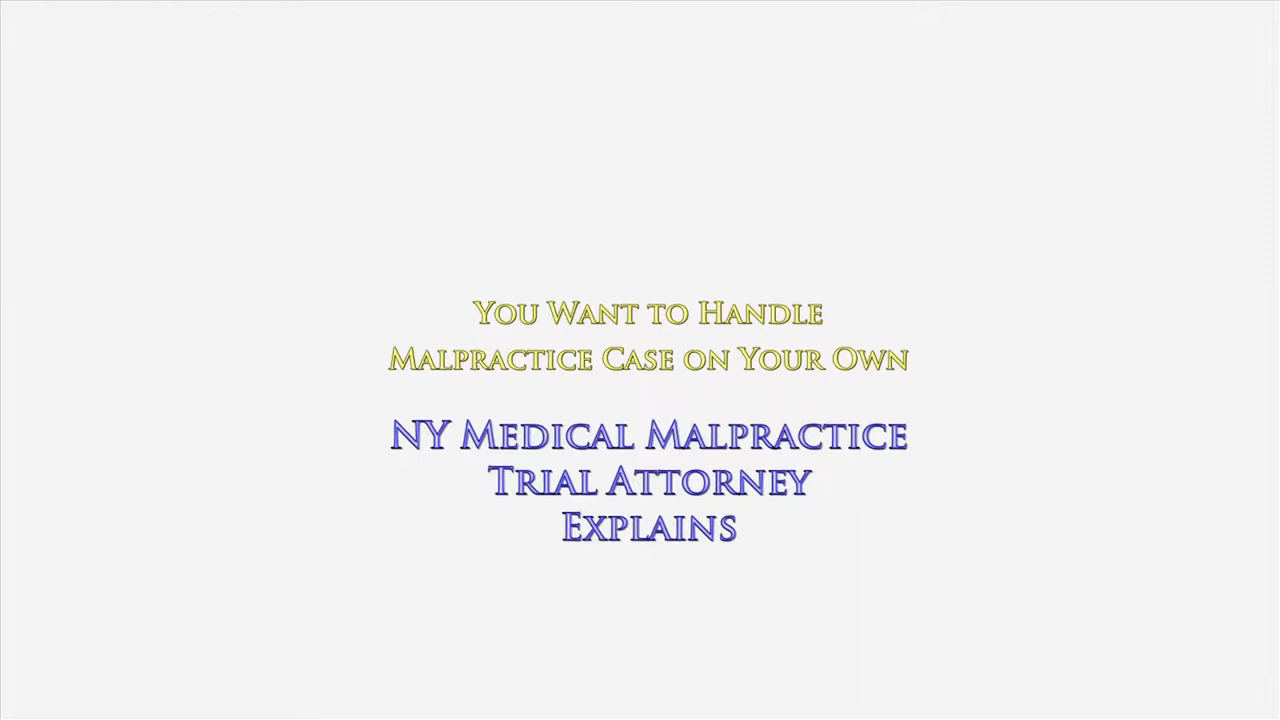 You Want to Handle
Malpractice Case on Your Own
NY Medical Malpractice
Trial Attorney
Explains